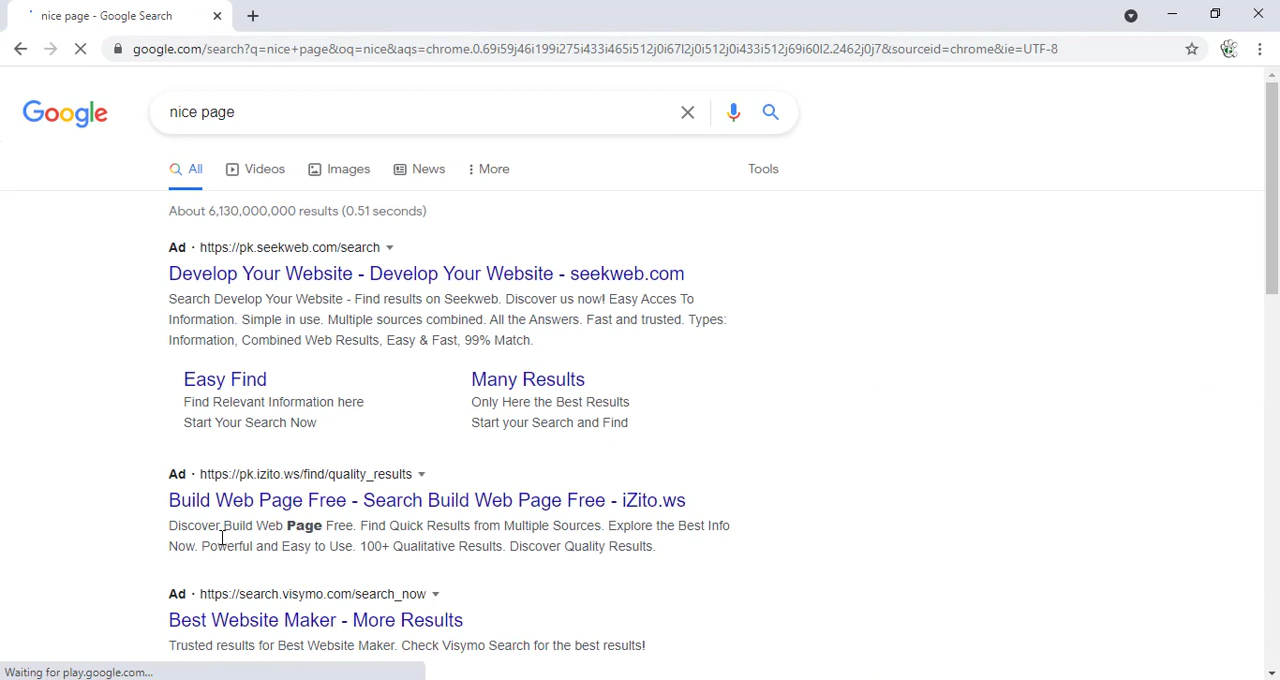 nice page - Google Search
google.com/search?q=nice+page&oq=nice&aqs=chrome.0.69i59j46i199i275i433i465i512j0i67l2j0i512j0i433i512j69i60l2.2462j0j7&sourceid=chrome&ie=UTF-8
Google
nice page
All Videos Images News More Tools
About 6,130,000,000 results (0.51 seconds)
Ad · https://pk.seekweb.com/search
Develop Your Website - Develop Your Website - seekweb.com
Search Develop Your Website - Find results on Seekweb. Discover us now! Easy Acces To
Information. Simple in use. Multiple sources combined. All the Answers. Fast and trusted. Types:
Information, Combined Web Results, Easy & Fast, 99% Match.
Easy Find
Find Relevant Information here
Start Your Search Now
Many Results
Only Here the Best Results
Start your Search and Find
Ad · https://pk.izito.ws/find/quality_results
Build Web Page Free - Search Build Web Page Free - iZito.ws
Discover Build Web Page Free. Find Quick Results from Multiple Sources. Explore the Best Info
Now. Powerful and Easy to Use. 100+ Qualitative Results. Discover Quality Results.
Ad · https://search.visymo.com/search_now
Best Website Maker - More Results
Trusted results for Best Website Maker. Check Visymo Search for the best results!
Waiting for play.google.com...